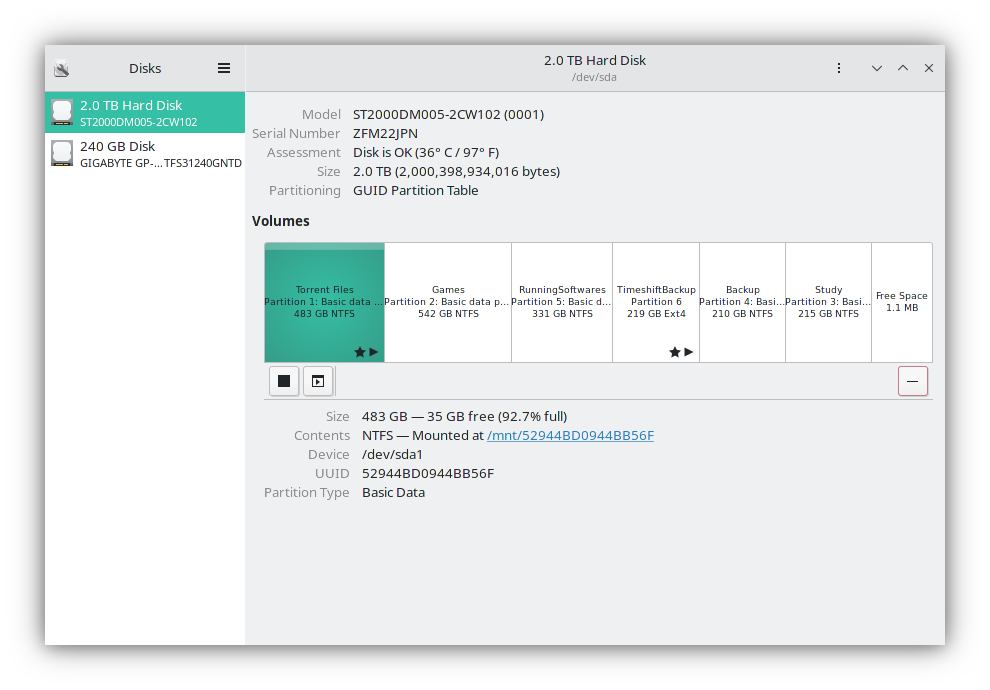 Disks
2.0 TB Hard Disk
/dev/sda
2.0 TB Hard Disk
ST2000DM005-2CW102
240 GB Disk
GIGABYTE GP-...TFS31240GNTD
Model ST2000DM005-2CW102 (0001)
Serial Number ZFM22JPN
Assessment Disk is OK (36° C / 97° F)
Size 2.0 TB (2,000,398,934,016 bytes)
Partitioning GUID Partition Table
Volumes
Torrent Files
Partition 1: Basic data ...
483 GB NTFS
Games
Partition 2: Basic data p...
542 GB NTFS
RunningSoftwares
Partition 5: Basic d...
331 GB NTFS
TimeshiftBackup
Partition 6
219 GB Ext4
Backup
Partition 4: Basi...
210 GB NTFS
Study
Partition 3: Basi...
215 GB NTFS
Free Space
1.1 MB
Size 483 GB — 35 GB free (92.7% full)
Contents NTFS — Mounted at /mnt/52944BD0944BB56F
Device /dev/sda1
UUID 52944BD0944BB56F
Partition Type Basic Data